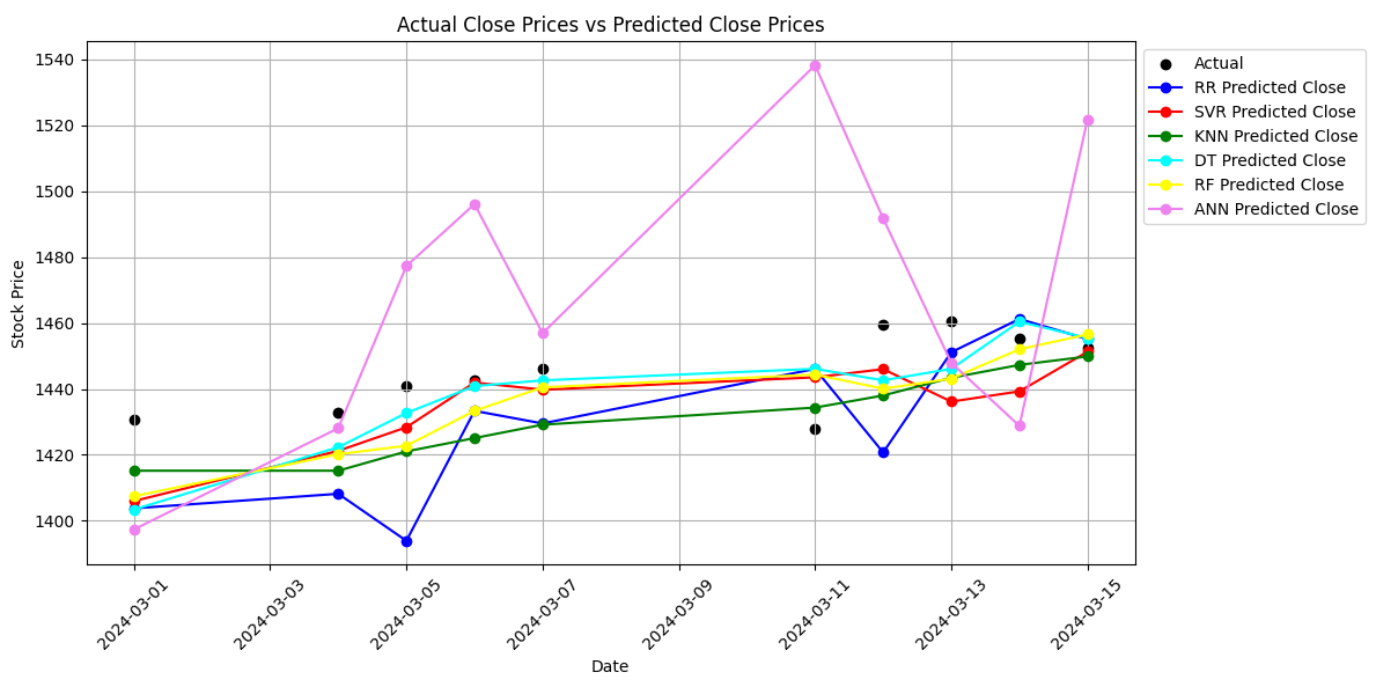 Actual Close Prices vs Predicted Close Prices
Actual
RR Predicted Close
SVR Predicted Close
KNN Predicted Close
DT Predicted Close
RF Predicted Close
ANN Predicted Close
Stock Price
1540
1520
1500
1480
1460
1440
1420
1400
2024-03-01
2024-03-03
2024-03-05
2024-03-07
2024-03-09
2024-03-11
2024-03-13
2024-03-15
Date